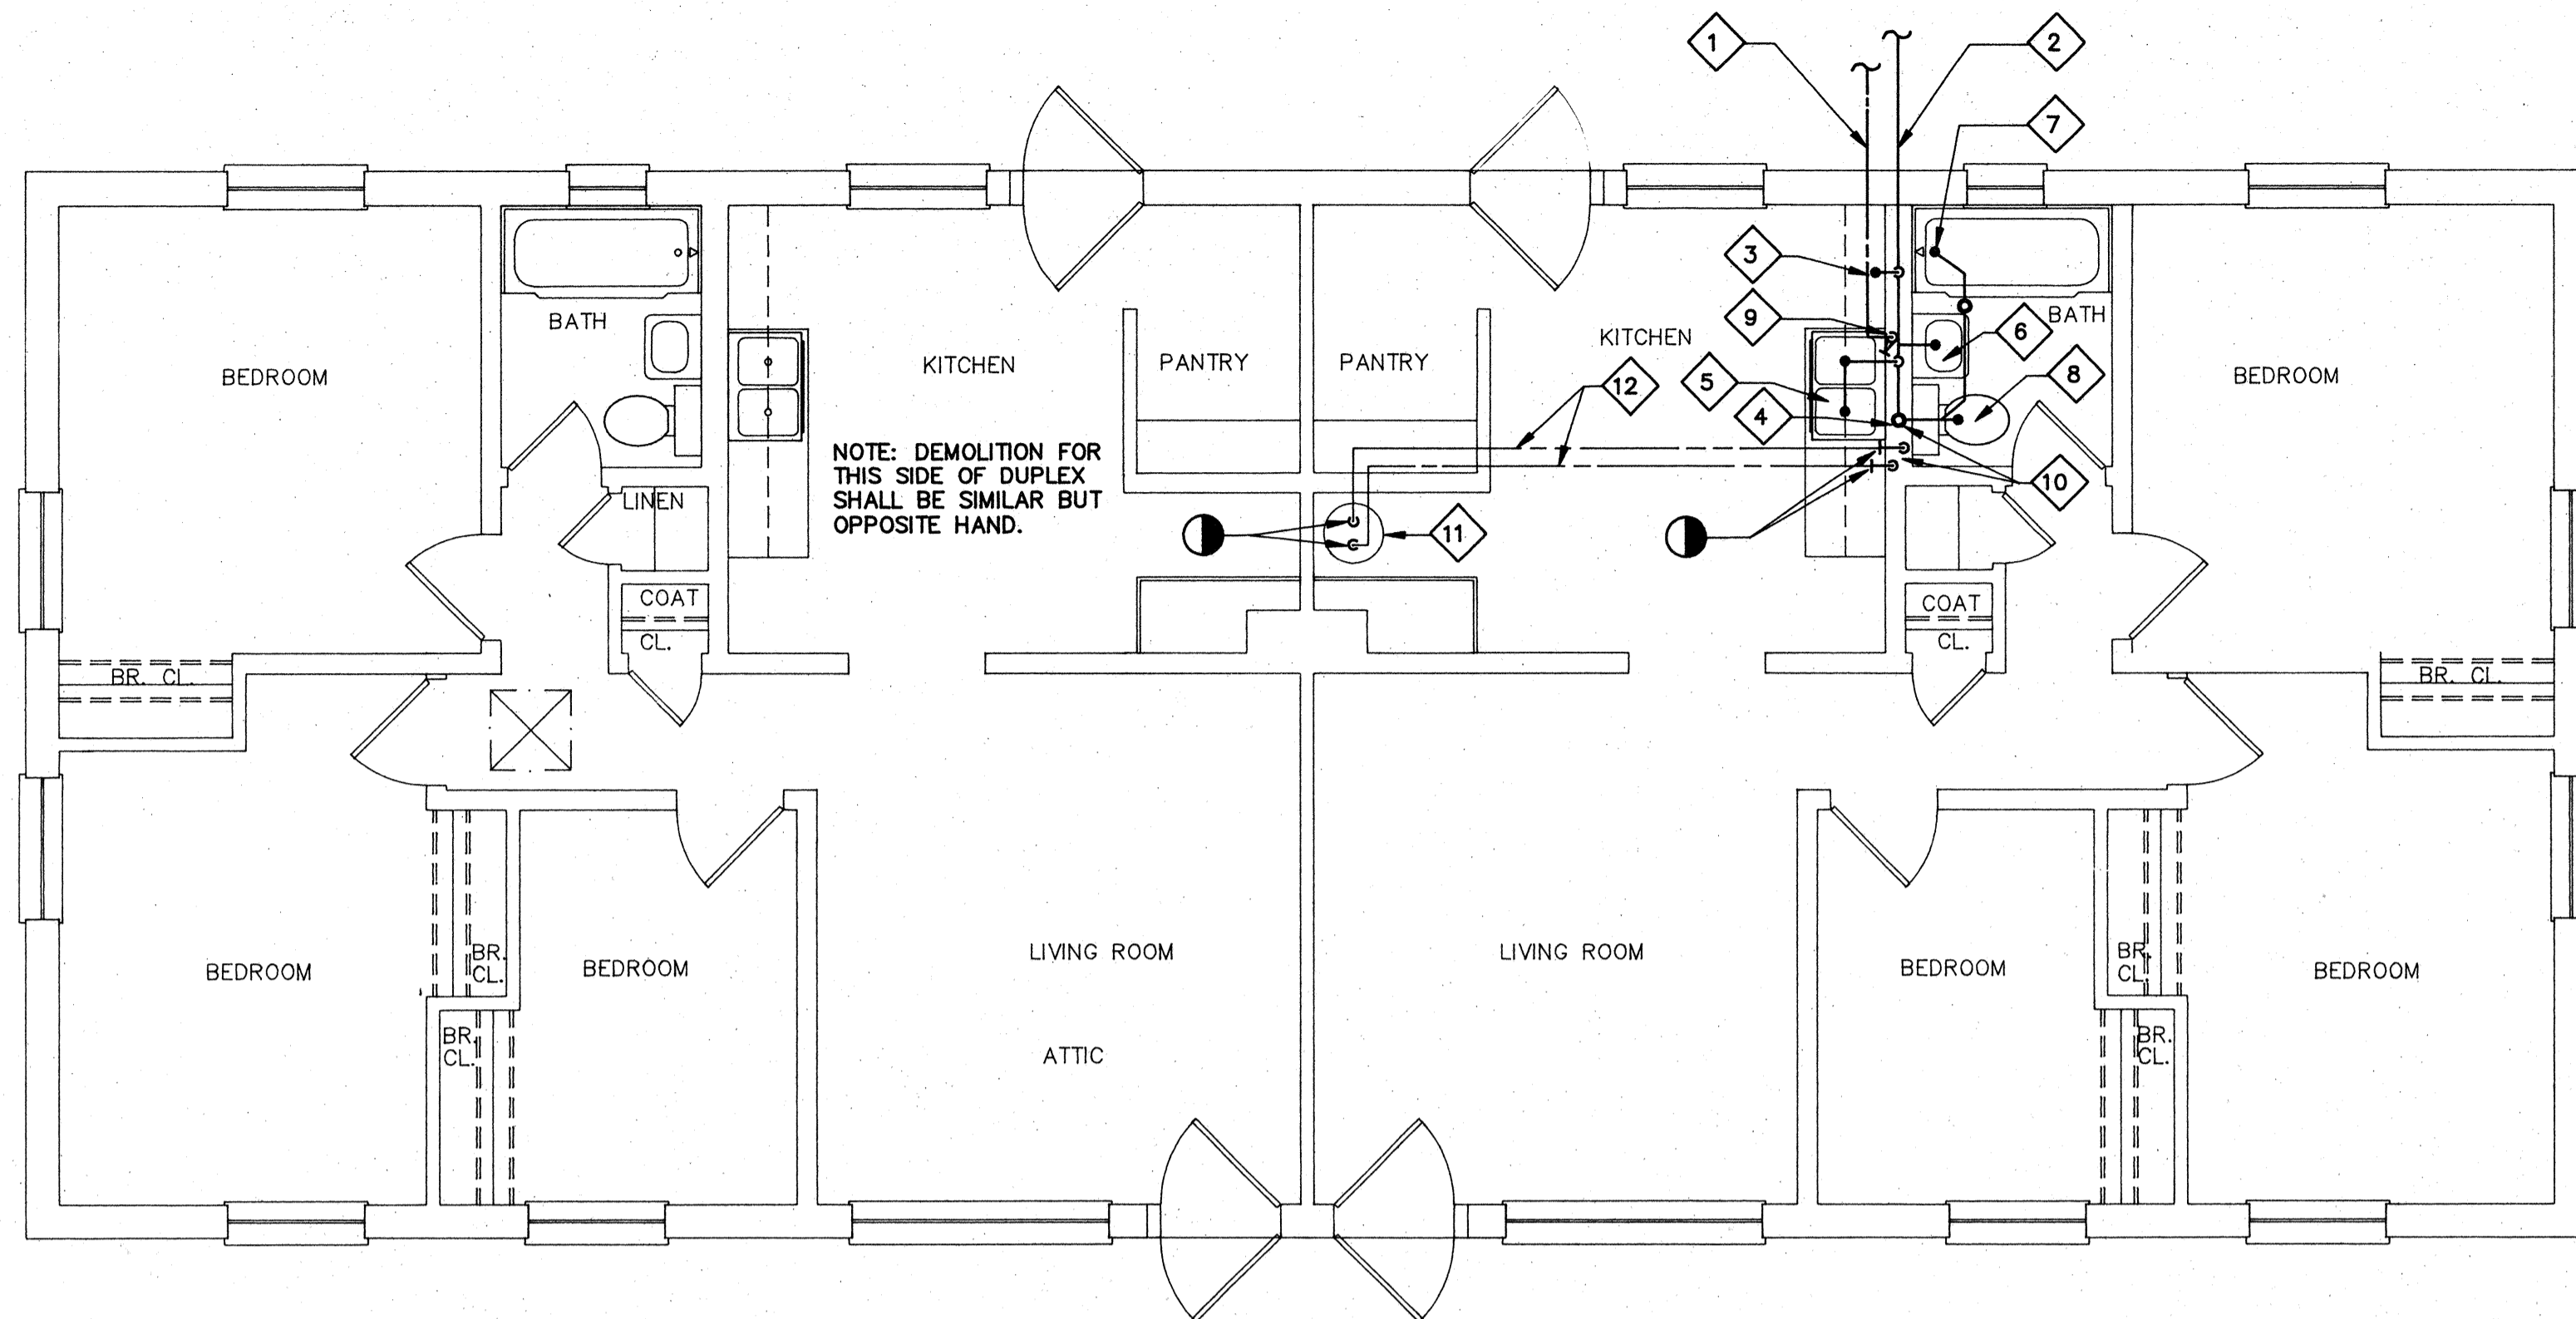 1
2
7
3
9
BATH
BATH
6
KITCHEN
BEDROOM
KITCHEN
PANTRY
PANTRY
12
5
8
BEDROOM
4
NOTE: DEMOLITION FOR
THIS SIDE OF DUPLEX
SHALL BE SIMILAR BUT
OPPOSITE HAND.
10
LINEN
11
COAT
CL.
COAT
CL.
BR. CL.
BR. CL.
BEDROOM
BR.
CL.
BEDROOM
LIVING ROOM
LIVING ROOM
BEDROOM
BR.
CL.
BEDROOM
BR.
CL.
ATTIC
BR.
CL.